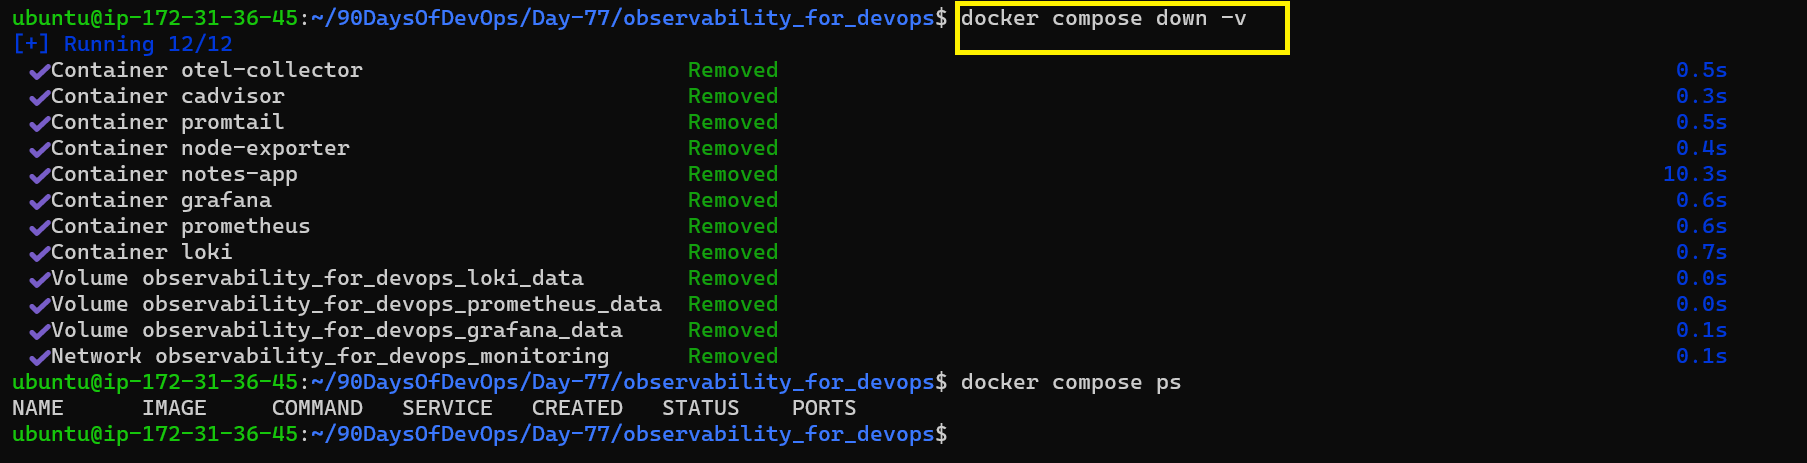 ubuntu@ip-172-31-36-45:~/90DaysOfDevOps/Day-77/observability_for_devops$ docker compose down -v
[+] Running 12/12
✔Container otel-collector Removed 0.5s
✔Container cadvisor Removed 0.3s
✔Container promtail Removed 0.5s
✔Container node-exporter Removed 0.4s
✔Container notes-app Removed 10.3s
✔Container grafana Removed 0.6s
✔Container prometheus Removed 0.6s
✔Container loki Removed 0.7s
✔Volume observability_for_devops_loki_data Removed 0.0s
✔Volume observability_for_devops_prometheus_data Removed 0.0s
✔Volume observability_for_devops_grafana_data Removed 0.1s
✔Network observability_for_devops_monitoring Removed 0.1s
ubuntu@ip-172-31-36-45:~/90DaysOfDevOps/Day-77/observability_for_devops$ docker compose ps
NAME IMAGE COMMAND SERVICE CREATED STATUS PORTS
ubuntu@ip-172-31-36-45:~/90DaysOfDevOps/Day-77/observability_for_devops$